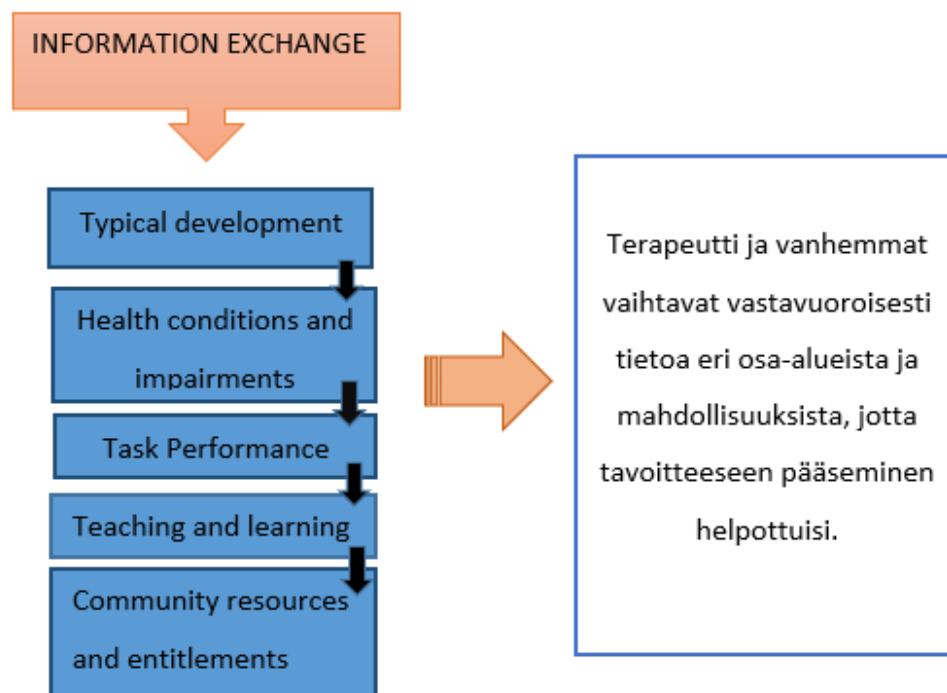 INFORMATION EXCHANGE
Typical development
Health conditions and
impairments
Task Performance
Teaching and learning
Community resources
and entitlements
Terapeutti ja vanhemmat
vaihtavat vastavuoroisesti
tietoa eri osa-alueista ja
mahdollisuuksista, jotta
tavoitteeseen pääseminen
helpottuisi.